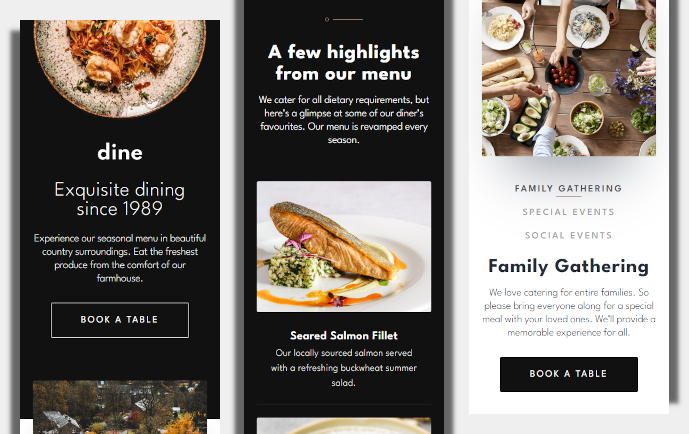 dine
Exquisite dining
since 1989
Experience our seasonal menu in beautiful
country surroundings. Eat the freshest
produce from the comfort of our
farmhouse.
BOOK A TABLE
A few highlights
from our menu
We cater for all dietary requirements, but
here's a glimpse at some of our diner's
favourites. Our menu is revamped every
season.
Seared Salmon Fillet
Our locally sourced salmon served
with a refreshing buckwheat summer
salad.
FAMILY GATHERING
SPECIAL EVENTS
SOCIAL EVENTS
Family Gathering
We love catering for entire families. So
please bring everyone along for a special
meal with your loved ones. We'll provide a
memorable experience for all.
BOOK A TABLE